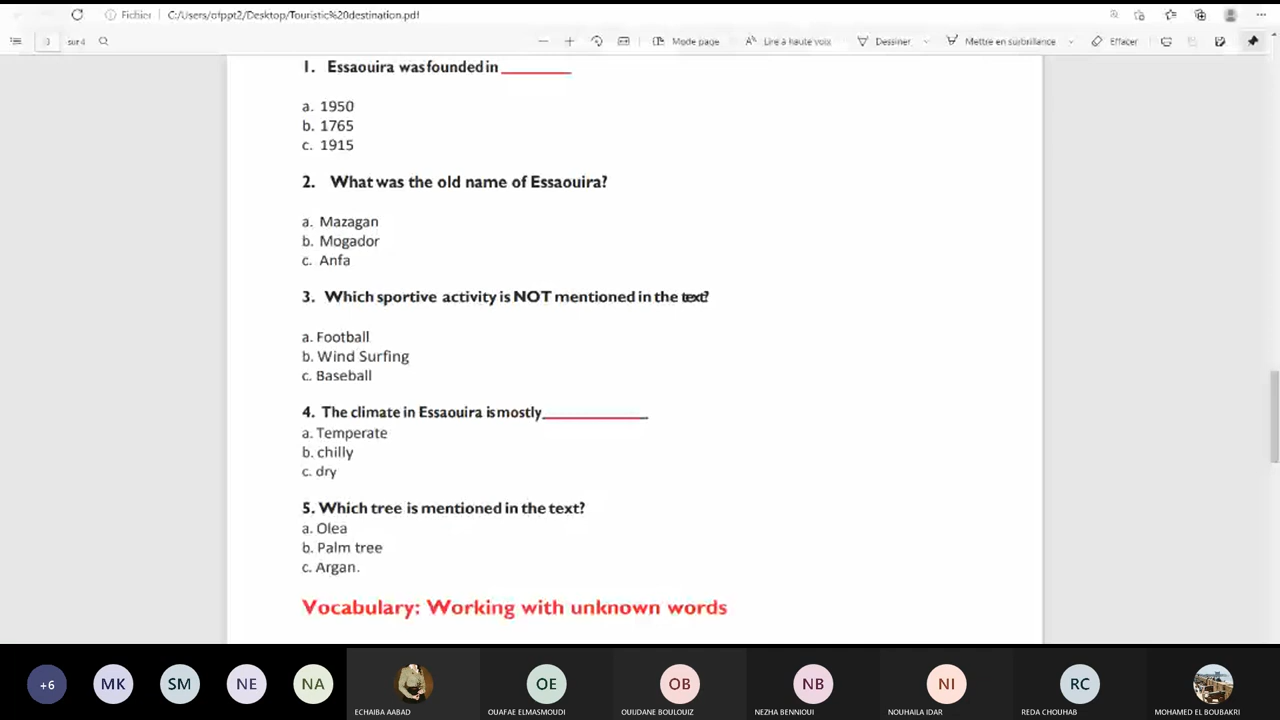 Fichier C:/Users/ofppt2/Desktop/Touristic%20destination.pdf
3 sur 4 Mode page Lire à haute voix Dessiner Mettre en surbrillance Effacer
1. Essaouira was founded in __________
a. 1950
b. 1765
c. 1915
2. What was the old name of Essaouira?
a. Mazagan
b. Mogador
c. Anfa
3. Which sportive activity is NOT mentioned in the text?
a. Football
b. Wind Surfing
c. Baseball
4. The climate in Essaouira is mostly_______________
a. Temperate
b. chilly
c. dry
5. Which tree is mentioned in the text?
a. Olea
b. Palm tree
c. Argan.
Vocabulary: Working with unknown words
+6 MK SM NE NA OE OB NB NI RC
ECHAIBA AABAD OUAFAE ELMASMOUDI OUIJDANE BOULOUIZ NEZHA BENNIOUI NOUHAILA IDAR REDA CHOUHAB MOHAMED EL BOUBAKRI